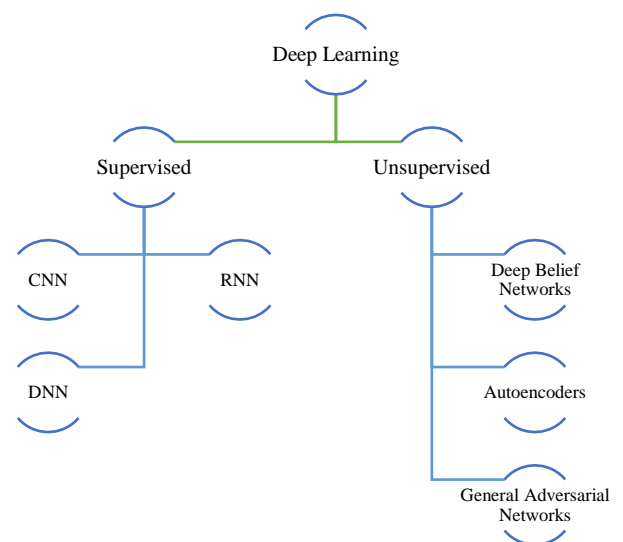 Deep Learning
Supervised
Unsupervised
CNN
RNN
Deep Belief
Networks
DNN
Autoencoders
General Adversarial
Networks